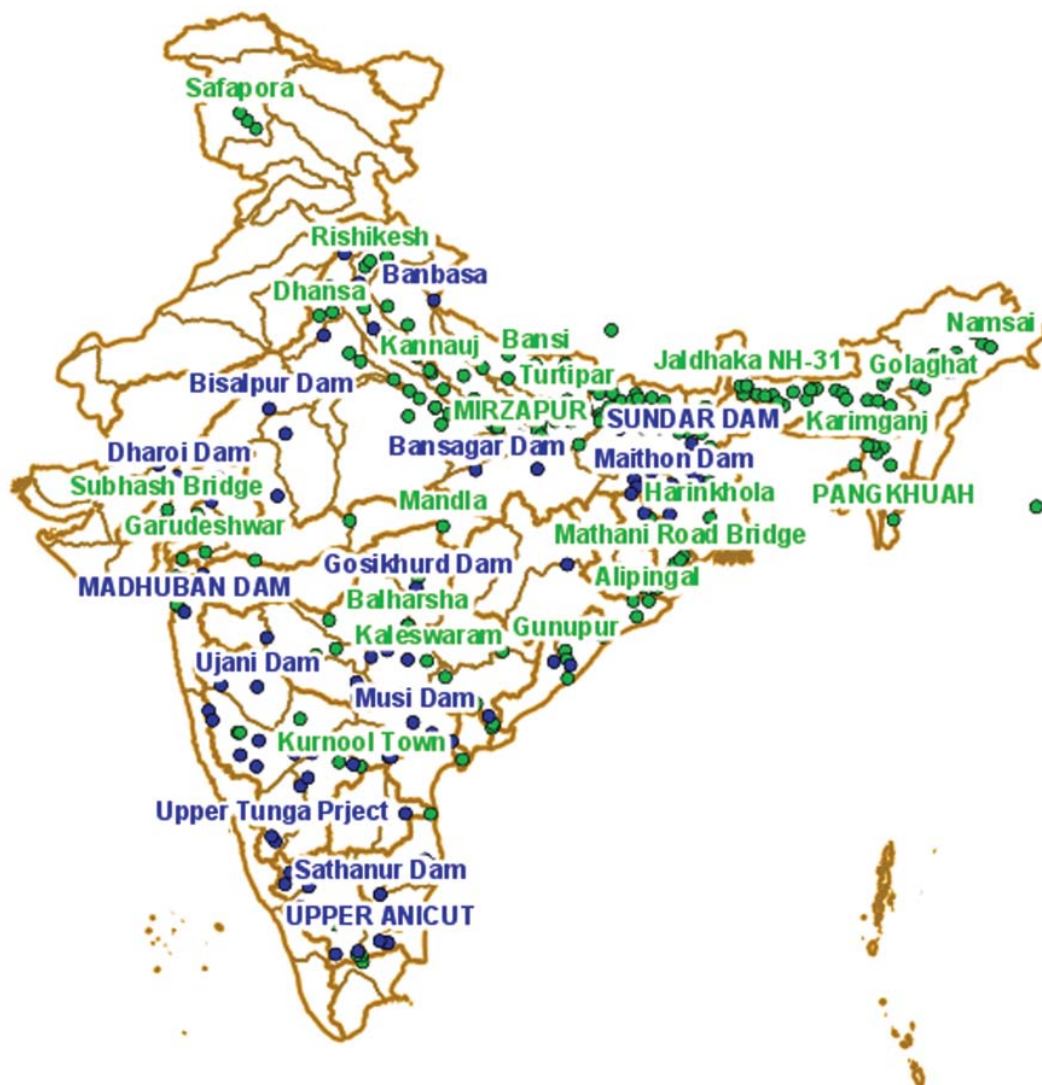 Safapora
Rishikesh
Banbasa
Dhansa
Namsai
Bansi
Kannauj
Jaldhaka NH-31
Golaghat
Turtipar
Bisalpur Dam
MIRZAPUR
SUNDAR DAM
Karimganj
Bansagar Dam
Dharoi Dam
Maithon Dam
Subhash Bridge
Mandla
Harinkhola
PANGKHUAH
Garudeshwar
Mathani Road Bridge
Gosikhurd Dam
Alipingal
MADHUBAN DAM
Balharsha
Gunupur
Kaleswaram
Ujani Dam
Musi Dam
Kurnool Town
Upper Tunga Prject
Sathanur Dam
UPPER ANICUT